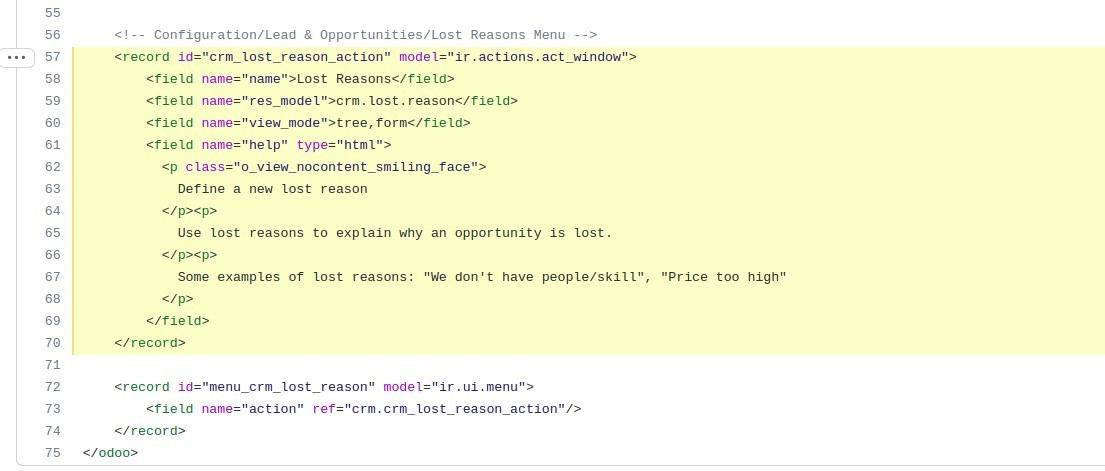 55
56 <!-- Configuration/Lead & Opportunities/Lost Reasons Menu -->
57 <record id="crm_lost_reason_action" model="ir.actions.act_window">
58 <field name="name">Lost Reasons</field>
59 <field name="res_model">crm.lost.reason</field>
60 <field name="view_mode">tree,form</field>
61 <field name="help" type="html">
62 <p class="o_view_nocontent_smiling_face">
63 Define a new lost reason
64 </p><p>
65 Use lost reasons to explain why an opportunity is lost.
66 </p><p>
67 Some examples of lost reasons: "We don't have people/skill", "Price too high"
68 </p>
69 </field>
70 </record>
71
72 <record id="menu_crm_lost_reason" model="ir.ui.menu">
73 <field name="action" ref="crm.crm_lost_reason_action"/>
74 </record>
75 </odoo>